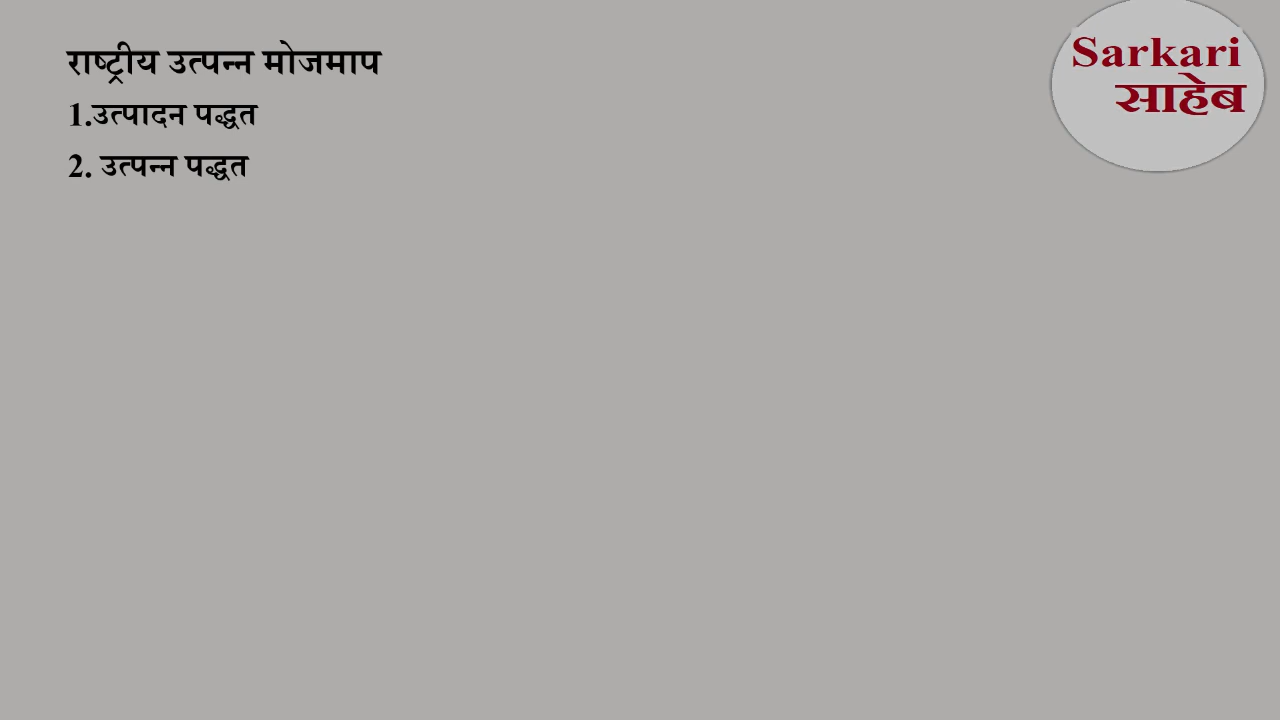 राष्ट्रीय उत्पन्न मोजमाप
1.उत्पादन पद्धत
2. उत्पन्न पद्धत
Sarkari
साहेब